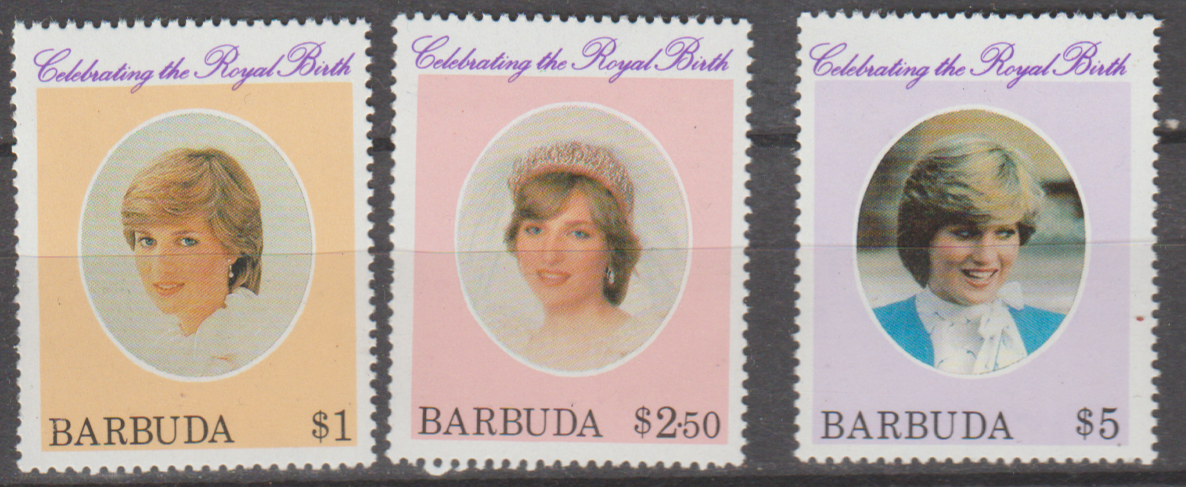 Celebrating the Royal Birth
BARBUDA $1
Celebrating the Royal Birth
BARBUDA $2·50
Celebrating the Royal Birth
BARBUDA $5